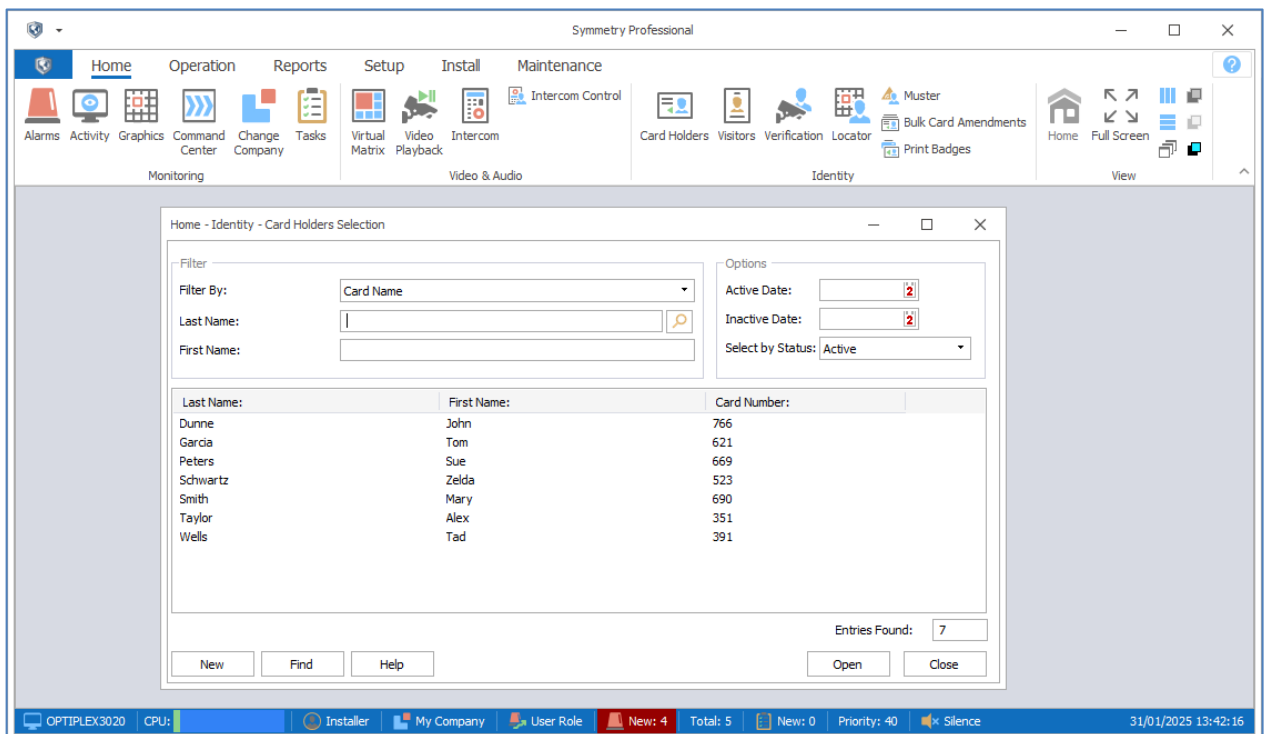 Symmetry Professional
Home Operation Reports Setup Install Maintenance
Alarms Activity Graphics Command Center Change Company Tasks
Monitoring
Virtual Matrix Video Playback Intercom Intercom Control
Video & Audio
Card Holders Visitors Verification Locator
Muster
Bulk Card Amendments
Print Badges
Identity
Home Full Screen
View
Home - Identity - Card Holders Selection
Filter
Filter By: Card Name
Last Name:
First Name:
Options
Active Date: 2
Inactive Date: 2
Select by Status: Active
Last Name: First Name: Card Number:
Dunne John 766
Garcia Tom 621
Peters Sue 669
Schwartz Zelda 523
Smith Mary 690
Taylor Alex 351
Wells Tad 391
Entries Found: 7
New Find Help Open Close
OPTIPLEX3020 CPU: Installer My Company User Role New: 4 Total: 5 New: 0 Priority: 40 Silence 31/01/2025 13:42:16